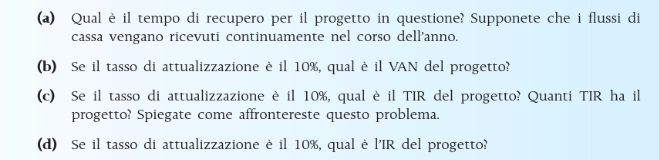 (a) Qual è il tempo di recupero per il progetto in questione? Supponete che i flussi di
cassa vengano ricevuti continuamente nel corso dell'anno.
(b) Se il tasso di attualizzazione è il 10%, qual è il VAN del progetto?
(c) Se il tasso di attualizzazione è il 10%, qual è il TIR del progetto? Quanti TIR ha il
progetto? Spiegate come affrontereste questo problema.
(d) Se il tasso di attualizzazione è il 10%, qual è l'IR del progetto?